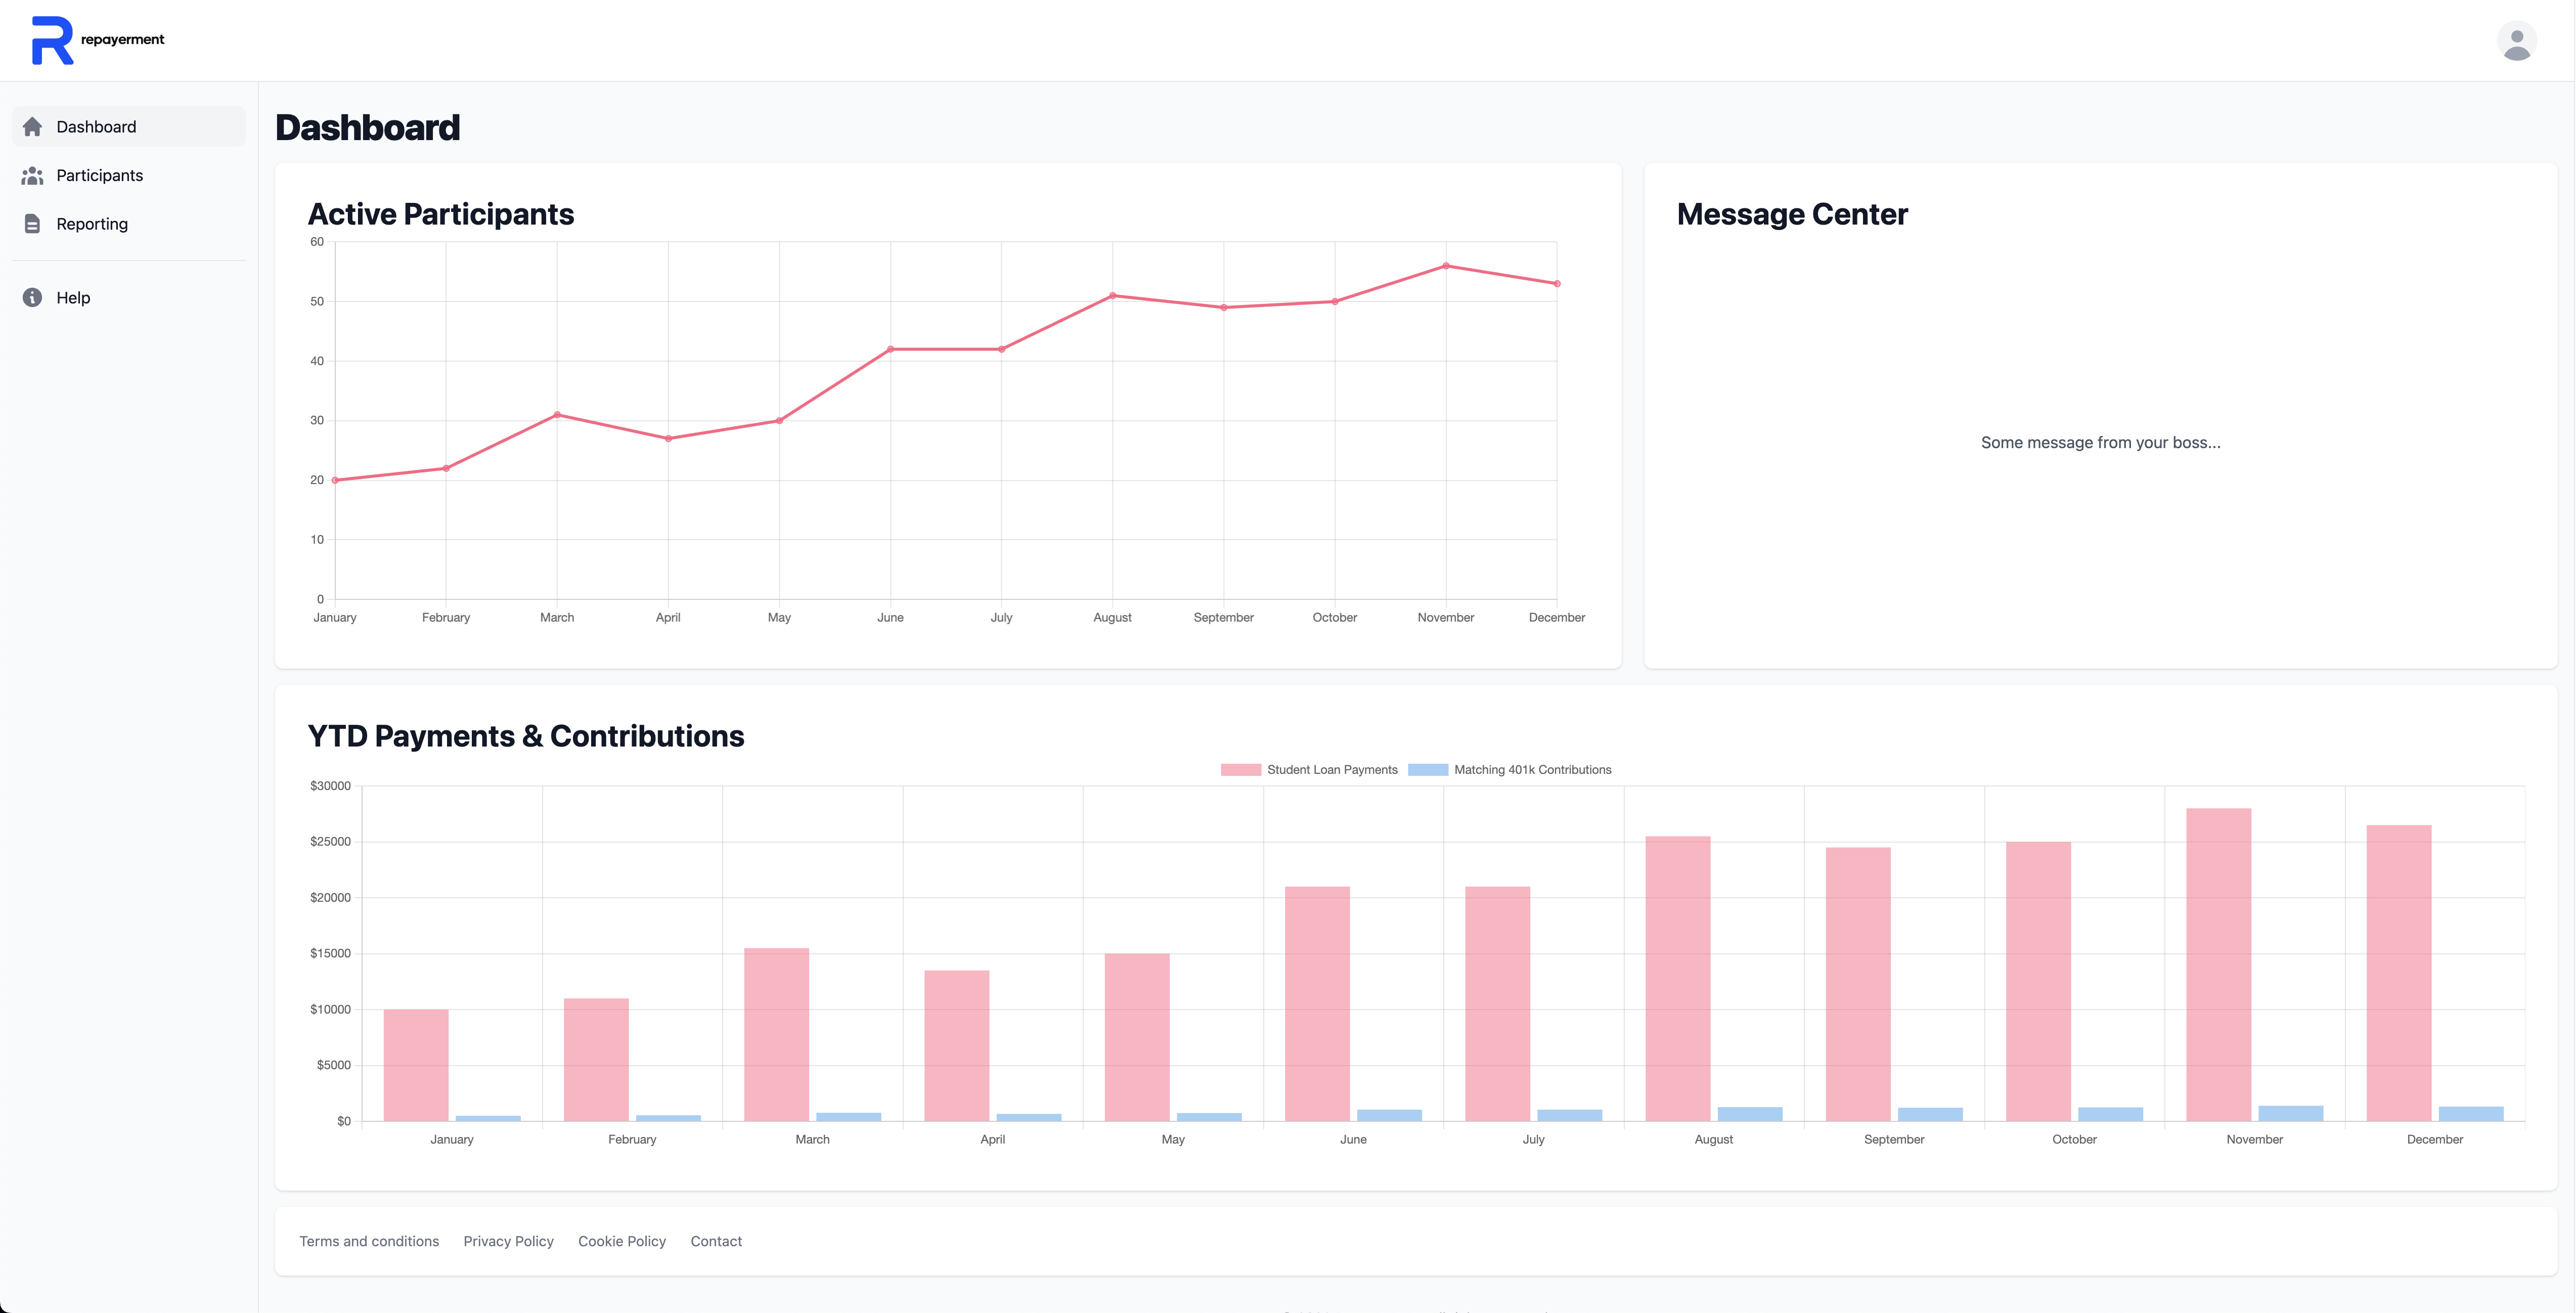 repayerment
Dashboard
Participants
Reporting
Help
Dashboard
Active Participants
60
50
40
30
20
10
0
January February March April May June July August September October November December
Message Center
Some message from your boss...
YTD Payments & Contributions
Student Loan Payments Matching 401k Contributions
$30000
$25000
$20000
$15000
$10000
$5000
$0
January February March April May June July August September October November December
Terms and conditions Privacy Policy Cookie Policy Contact